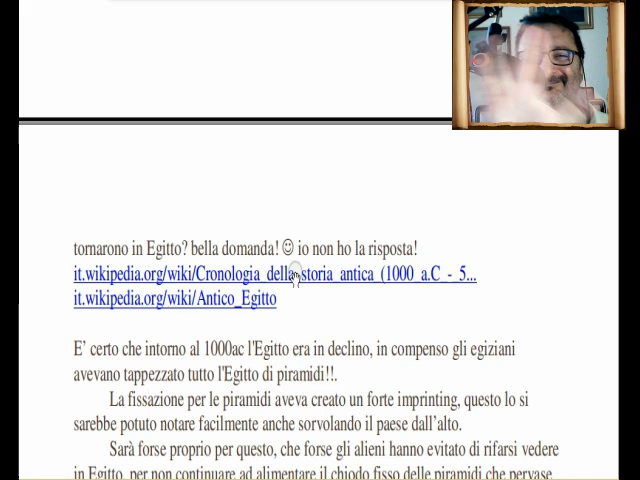 tornarono in Egitto? bella domanda! ☺ io non ho la risposta!
it.wikipedia.org/wiki/Cronologia_della_storia_antica_(1000_a.C_-_5...
it.wikipedia.org/wiki/Antico_Egitto
E’ certo che intorno al 1000ac l'Egitto era in declino, in compenso gli egiziani
avevano tappezzato tutto l'Egitto di piramidi!!.
La fissazione per le piramidi aveva creato un forte imprinting, questo lo si
sarebbe potuto notare facilmente anche sorvolando il paese dall’alto.
Sarà forse proprio per questo, che forse gli alieni hanno evitato di rifarsi vedere
in Egitto, per non continuare ad alimentare il chiodo fisso delle piramidi che pervase